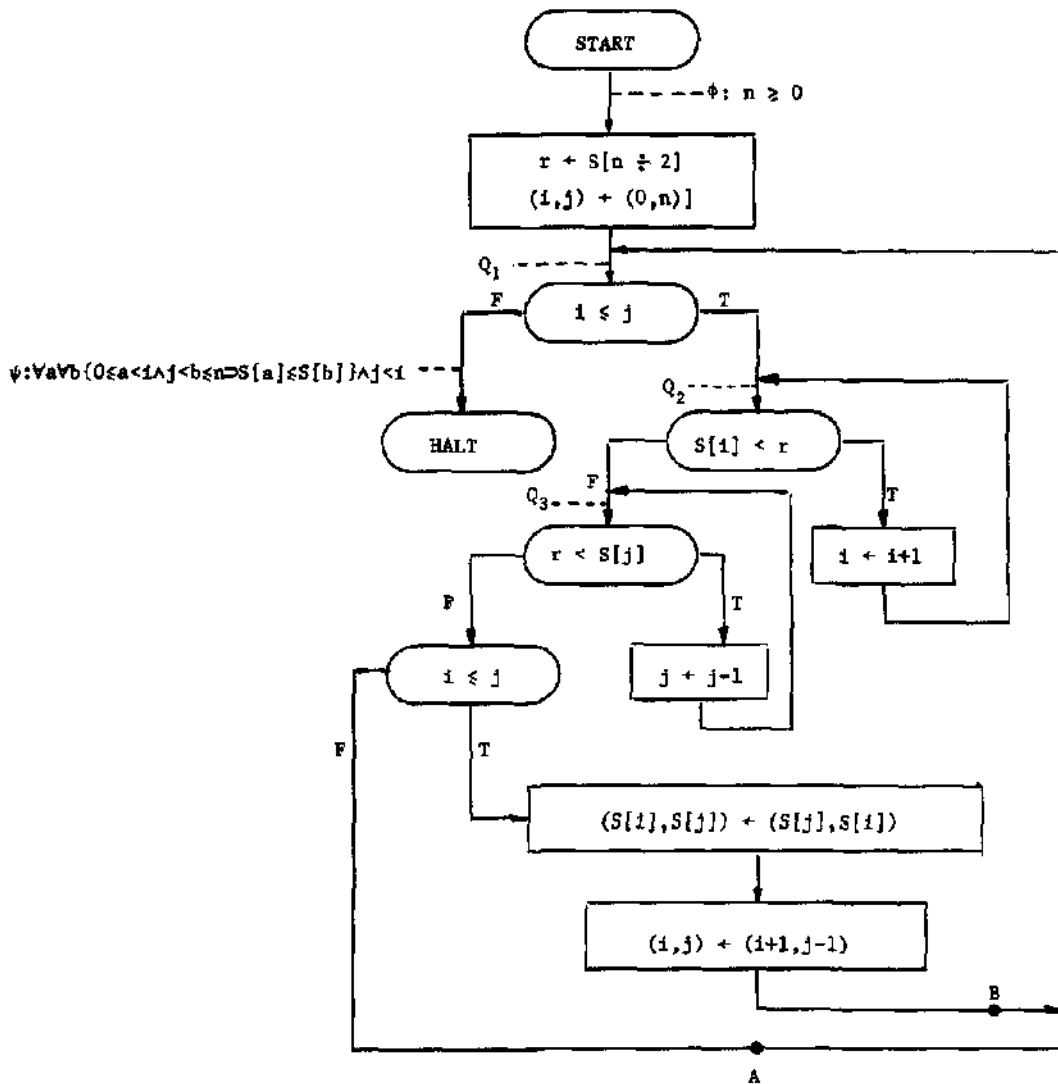 START
φ: n ⩾ 0
r ← S[n ÷ 2]
(i,j) ← (0,n)]
Q1
F
i ⩽ j
T
ψ:∀a∀b{0⩽a<i∧j<b⩽n⊃S[a]⩽S[b]}∧j<i
Q2
HALT
S[i] < r
F
T
Q3
r < S[j]
i ← i+1
F
T
i ⩽ j
j ← j-1
F
T
(S[i],S[j]) ← (S[j],S[i])
(i,j) ← (i+1,j-1)
B
A